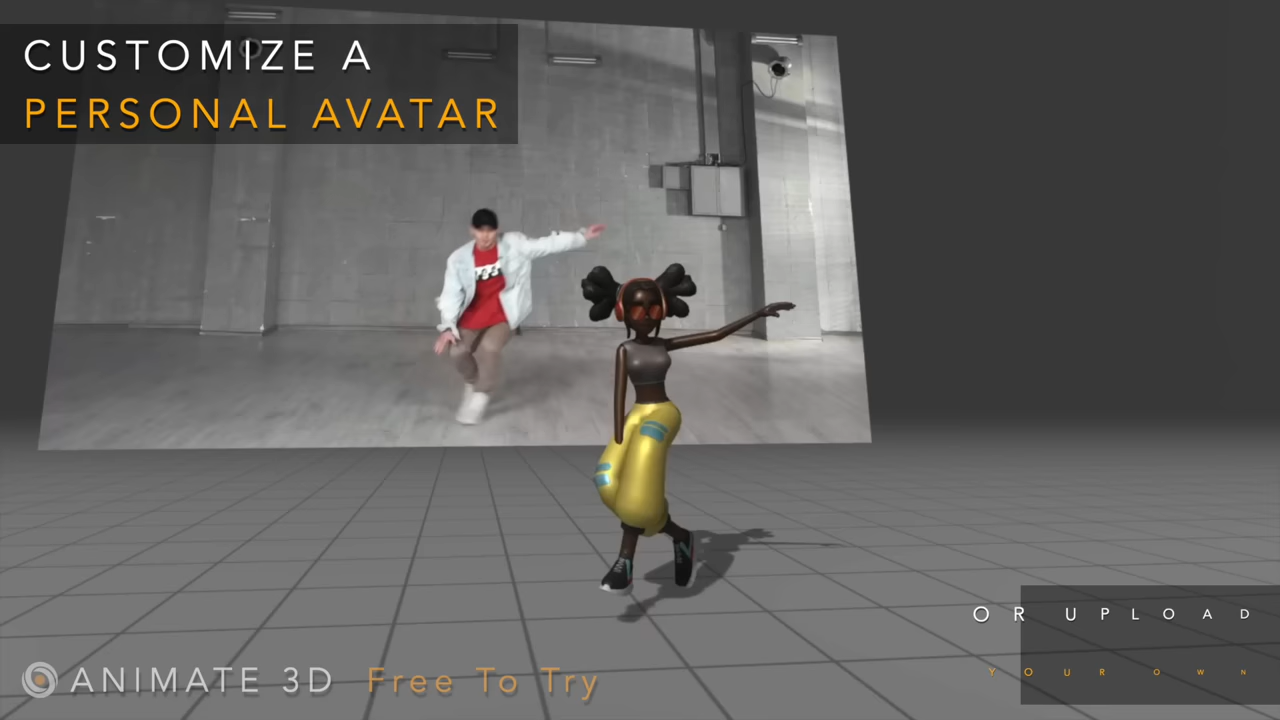 CUSTOMIZE A
PERSONAL AVATAR
OR UPLOAD
YOUR OWN
ANIMATE 3D Free To Try